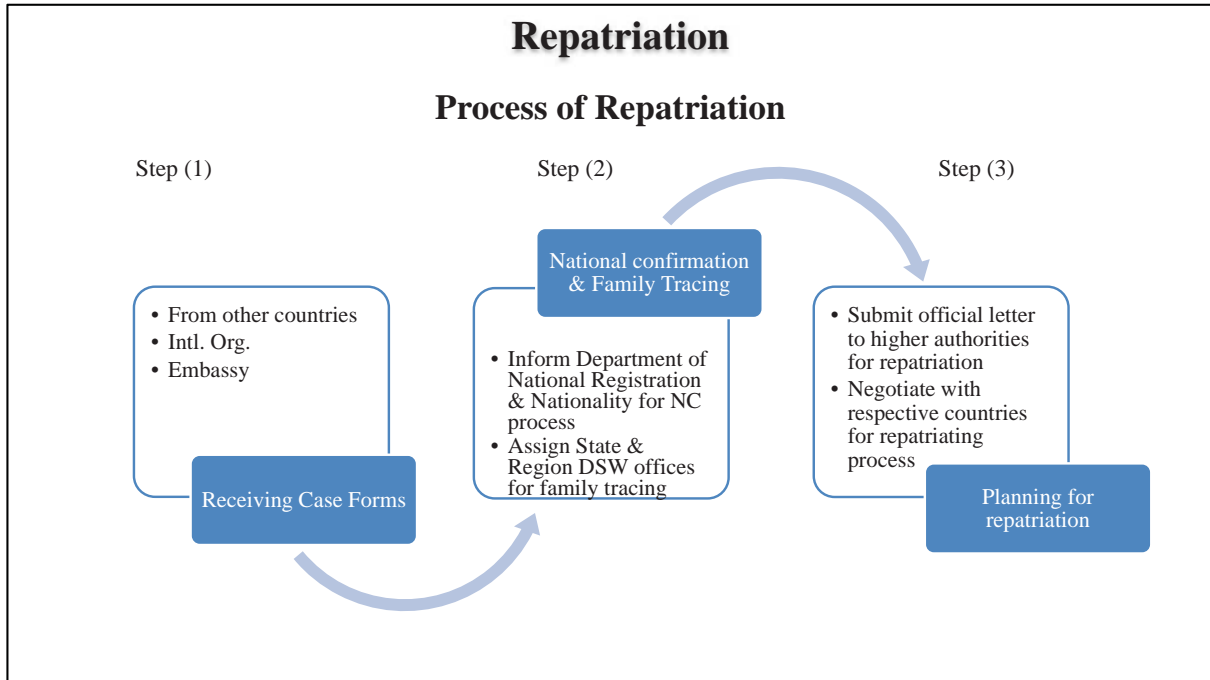 Repatriation
Process of Repatriation
Step (1)
• From other countries
• Intl. Org.
• Embassy
Receiving Case Forms
Step (2)
National confirmation
& Family Tracing
• Inform Department of
National Registration
& Nationality for NC
process
• Assign State &
Region DSW offices
for family tracing
Step (3)
• Submit official letter
to higher authorities
for repatriation
• Negotiate with
respective countries
for repatriating
process
Planning for
repatriation